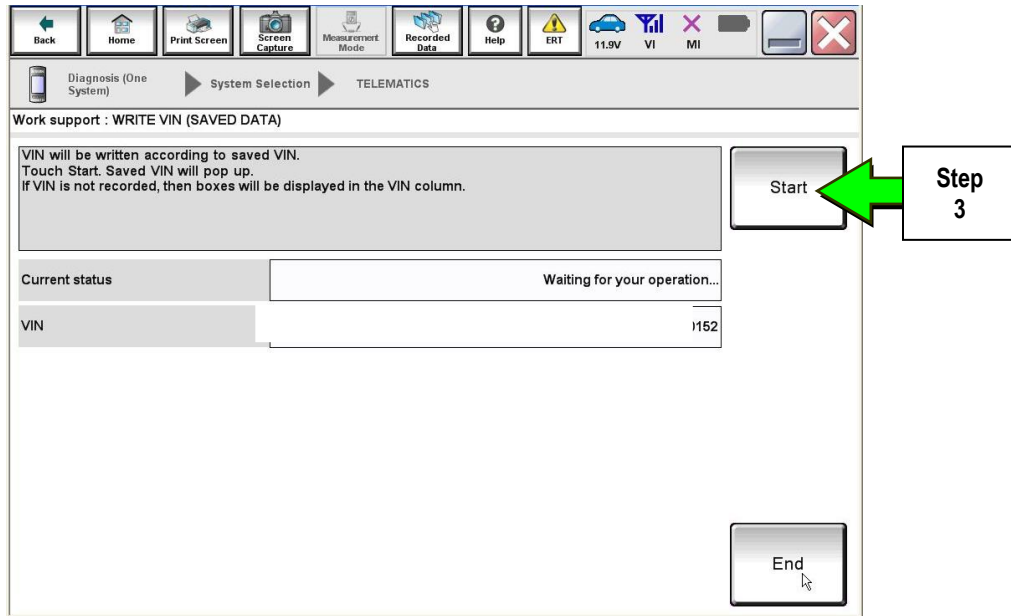 Back
Home
Print Screen
Screen
Capture
Measurement
Mode
Recorded
Data
Help
ERT
11.9V
VI
MI
Diagnosis (One
System)
System Selection
TELEMATICS
Work support : WRITE VIN (SAVED DATA)
VIN will be written according to saved VIN.
Touch Start. Saved VIN will pop up.
If VIN is not recorded, then boxes will be displayed in the VIN column.
Start
Step
3
Current status
Waiting for your operation...
VIN
152
End